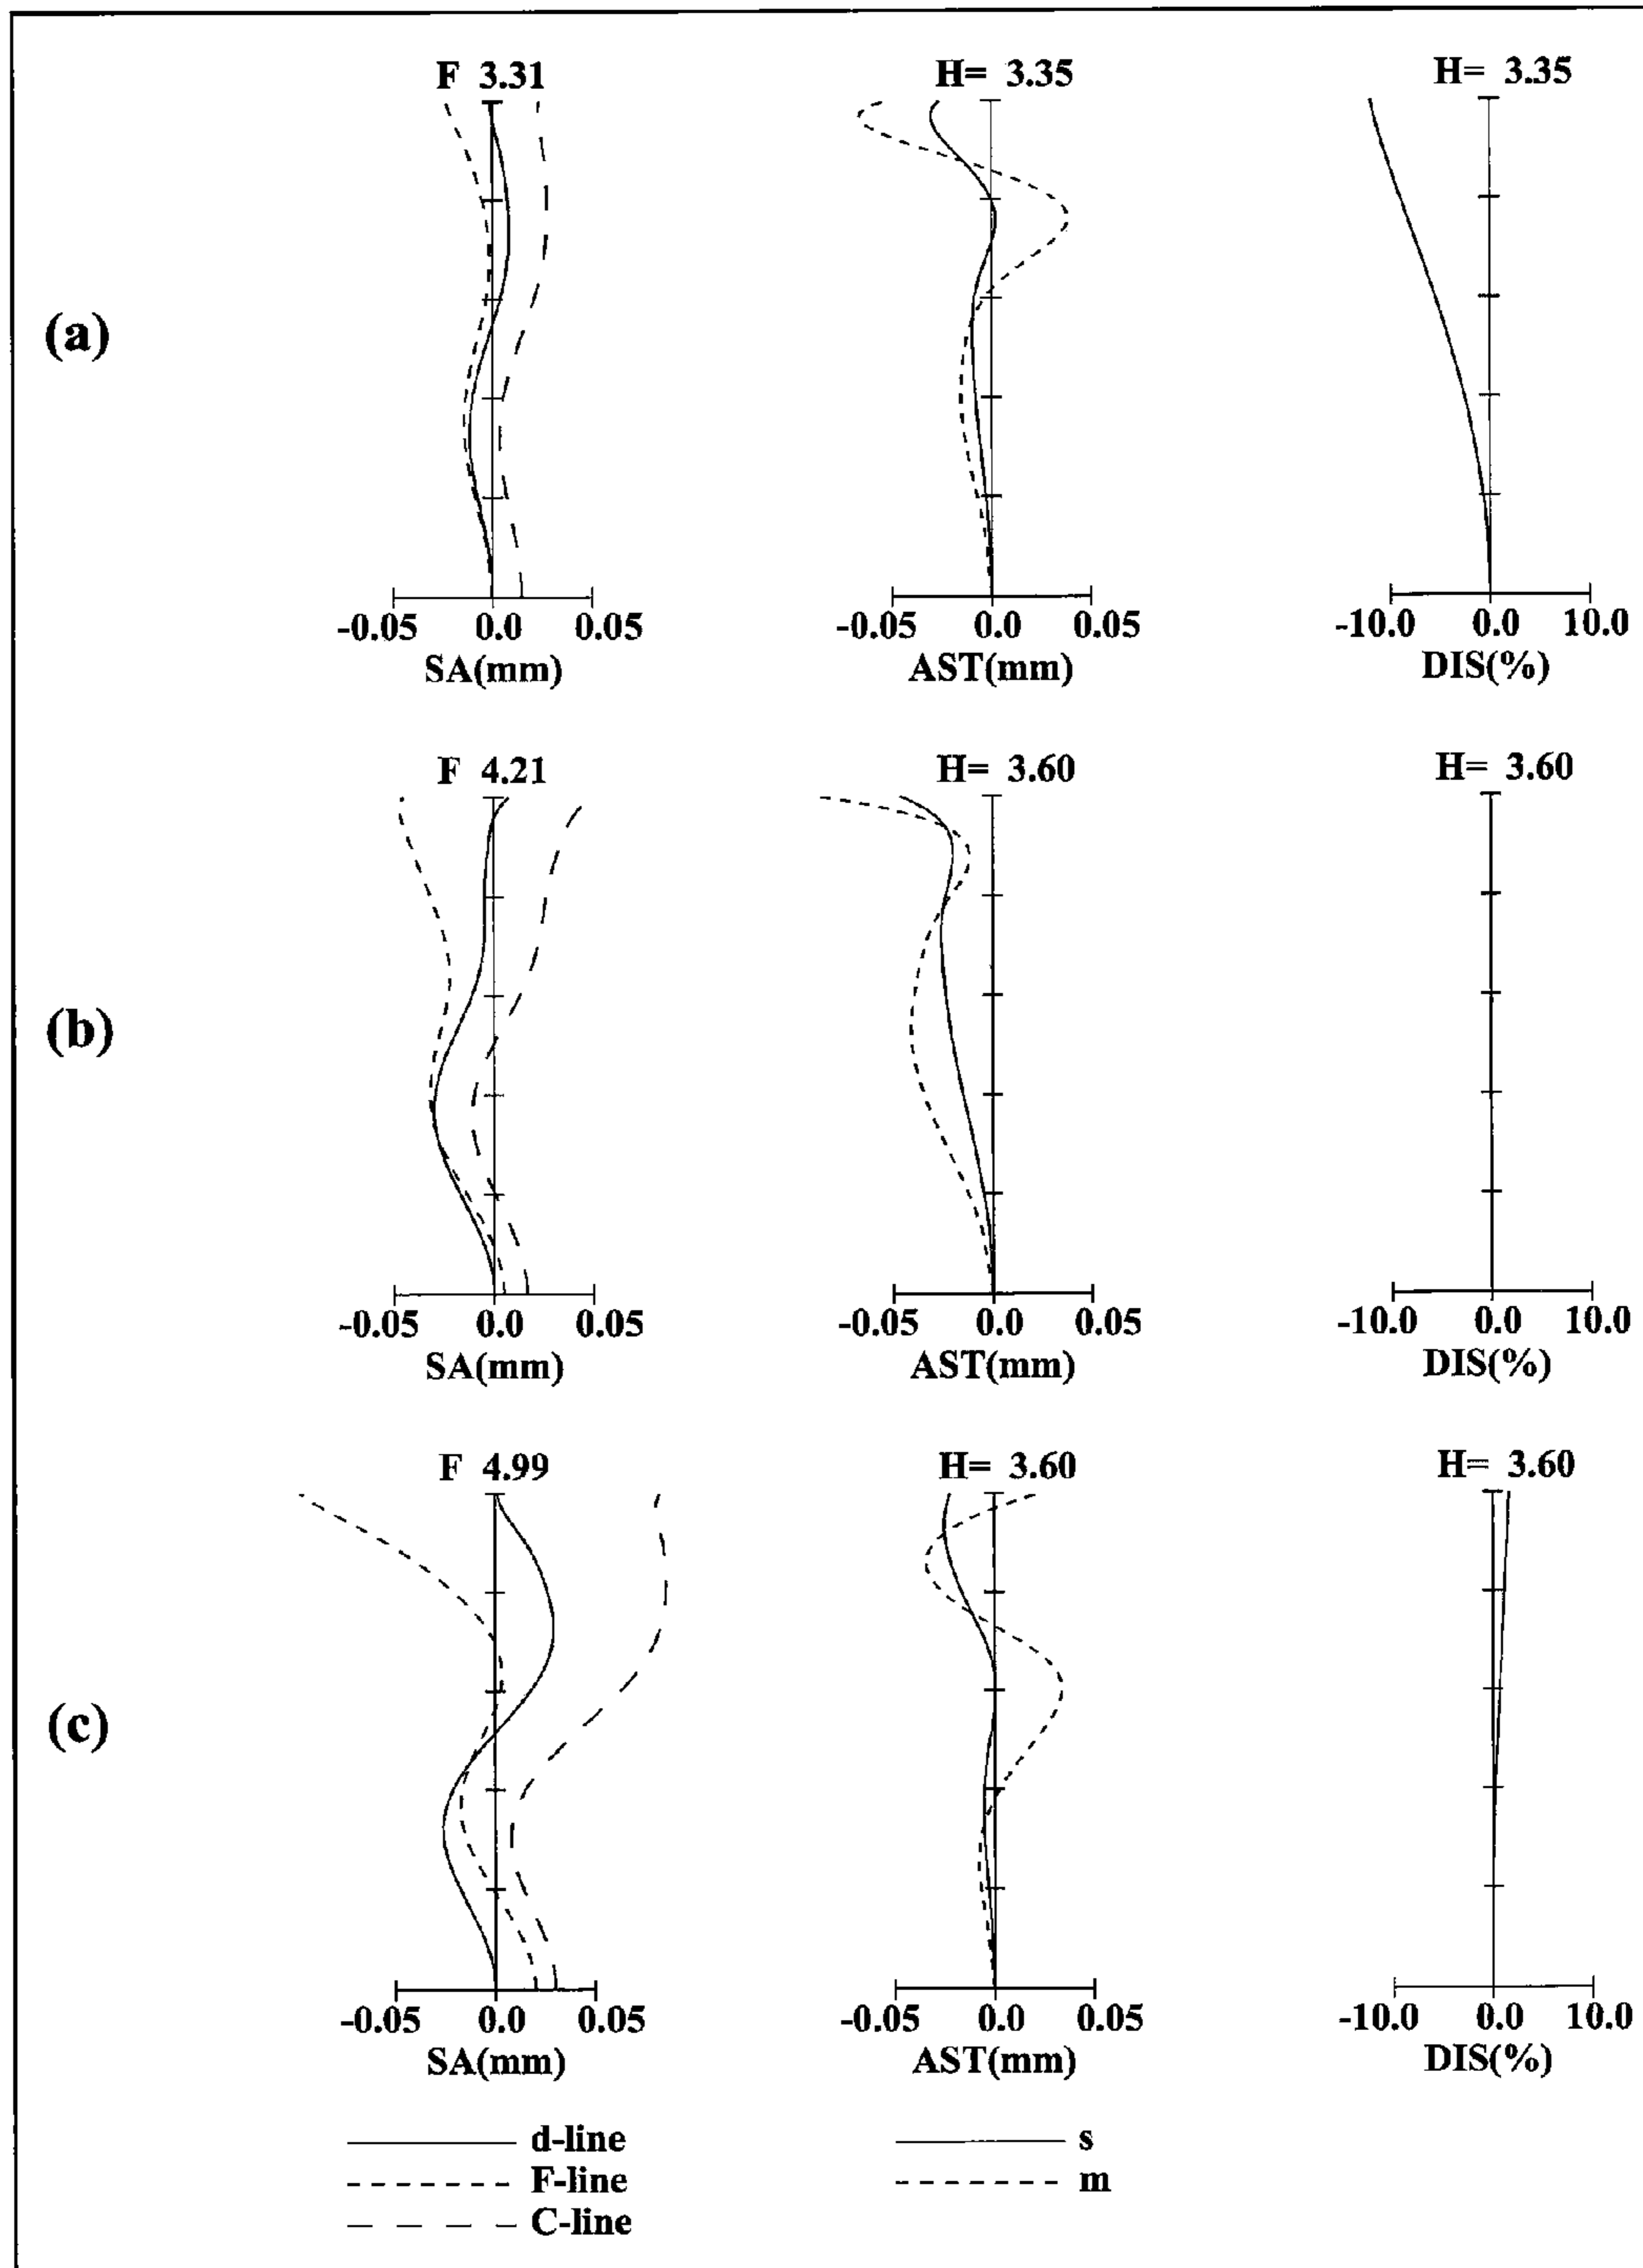 F 3.31 H= 3.35 H= 3.35
(a)
-0.05 0.0 0.05 -0.05 0.0 0.05 -10.0 0.0 10.0
SA(mm) AST(mm) DIS(%)
F 4.21 H= 3.60 H= 3.60
(b)
-0.05 0.0 0.05 -0.05 0.0 0.05 -10.0 0.0 10.0
SA(mm) AST(mm) DIS(%)
F 4.99 H= 3.60 H= 3.60
(c)
-0.05 0.0 0.05 -0.05 0.0 0.05 -10.0 0.0 10.0
SA(mm) AST(mm) DIS(%)
d-line s
F-line m
C-line